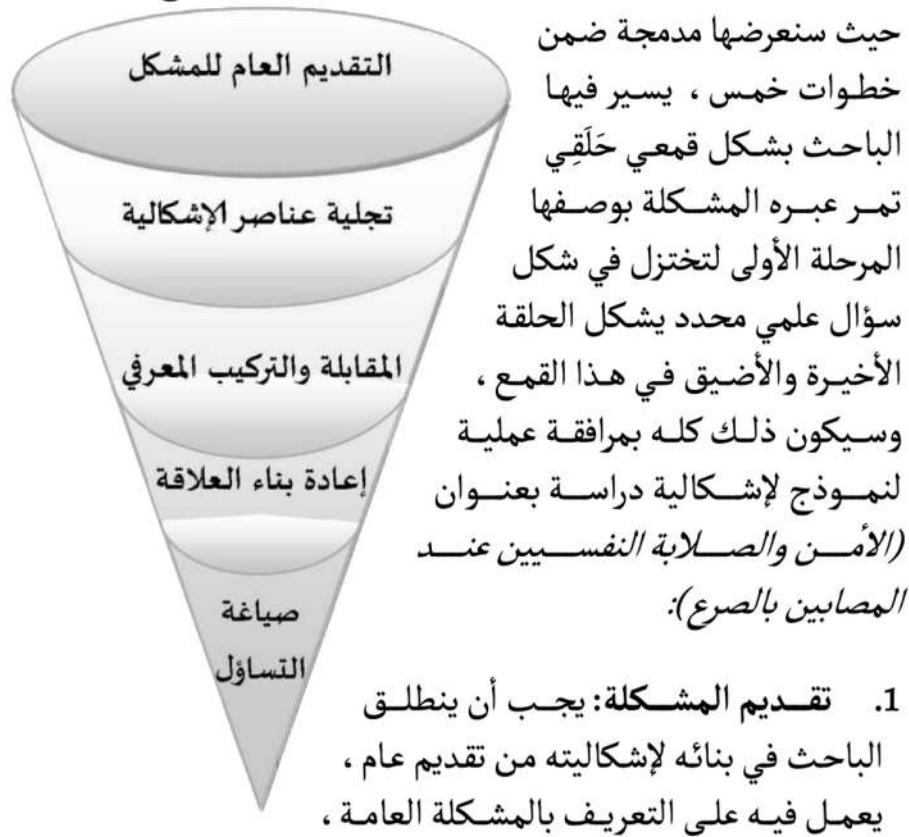 حيث سنعرضها مدمجة ضمن
خطوات خمس ، يسير فيها
الباحث بشكل قمعي حَلَقِي
تمر عبره المشكلة بوصفها
المرحلة الأولى لتختزل في شكل
سؤال علمي محدد يشكل الحلقة
الأخيرة والأضيق في هذا القمع ،
وسيكون ذلك كله بمرافقة عملية
لنموذج لإشكالية دراسة بعنوان
(الأمن والصلابة النفسيين عند
المصابين بالصرع):
1. تقديم المشكلة: يجب أن ينطلق
الباحث في بنائه لإشكاليته من تقديم عام ،
يعمل فيه على التعريف بالمشكلة العامة ،
التقديم العام للمشكل
تجلية عناصر الإشكالية
المقابلة والتركيب المعرفي
إعادة بناء العلاقة
صياغة
التساؤل